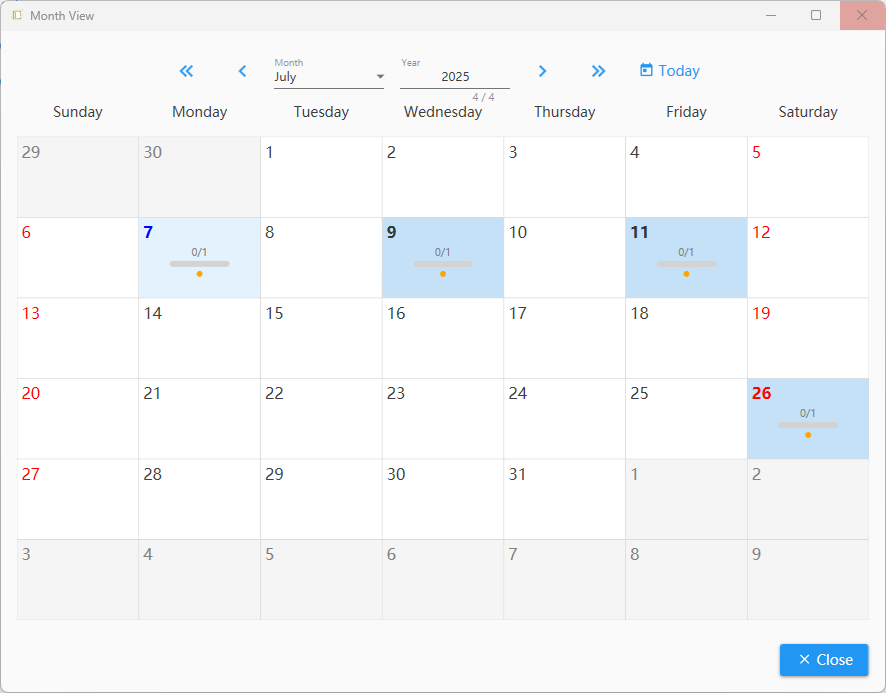 Month View
Month
Year
July
2025
Today
4 / 4
Sunday Monday Tuesday Wednesday Thursday Friday Saturday
29 30 1 2 3 4 5
6 7 8 9 10 11 12
0/1 0/1 0/1
13 14 15 16 17 18 19
20 21 22 23 24 25 26
0/1
27 28 29 30 31 1 2
3 4 5 6 7 8 9
Close